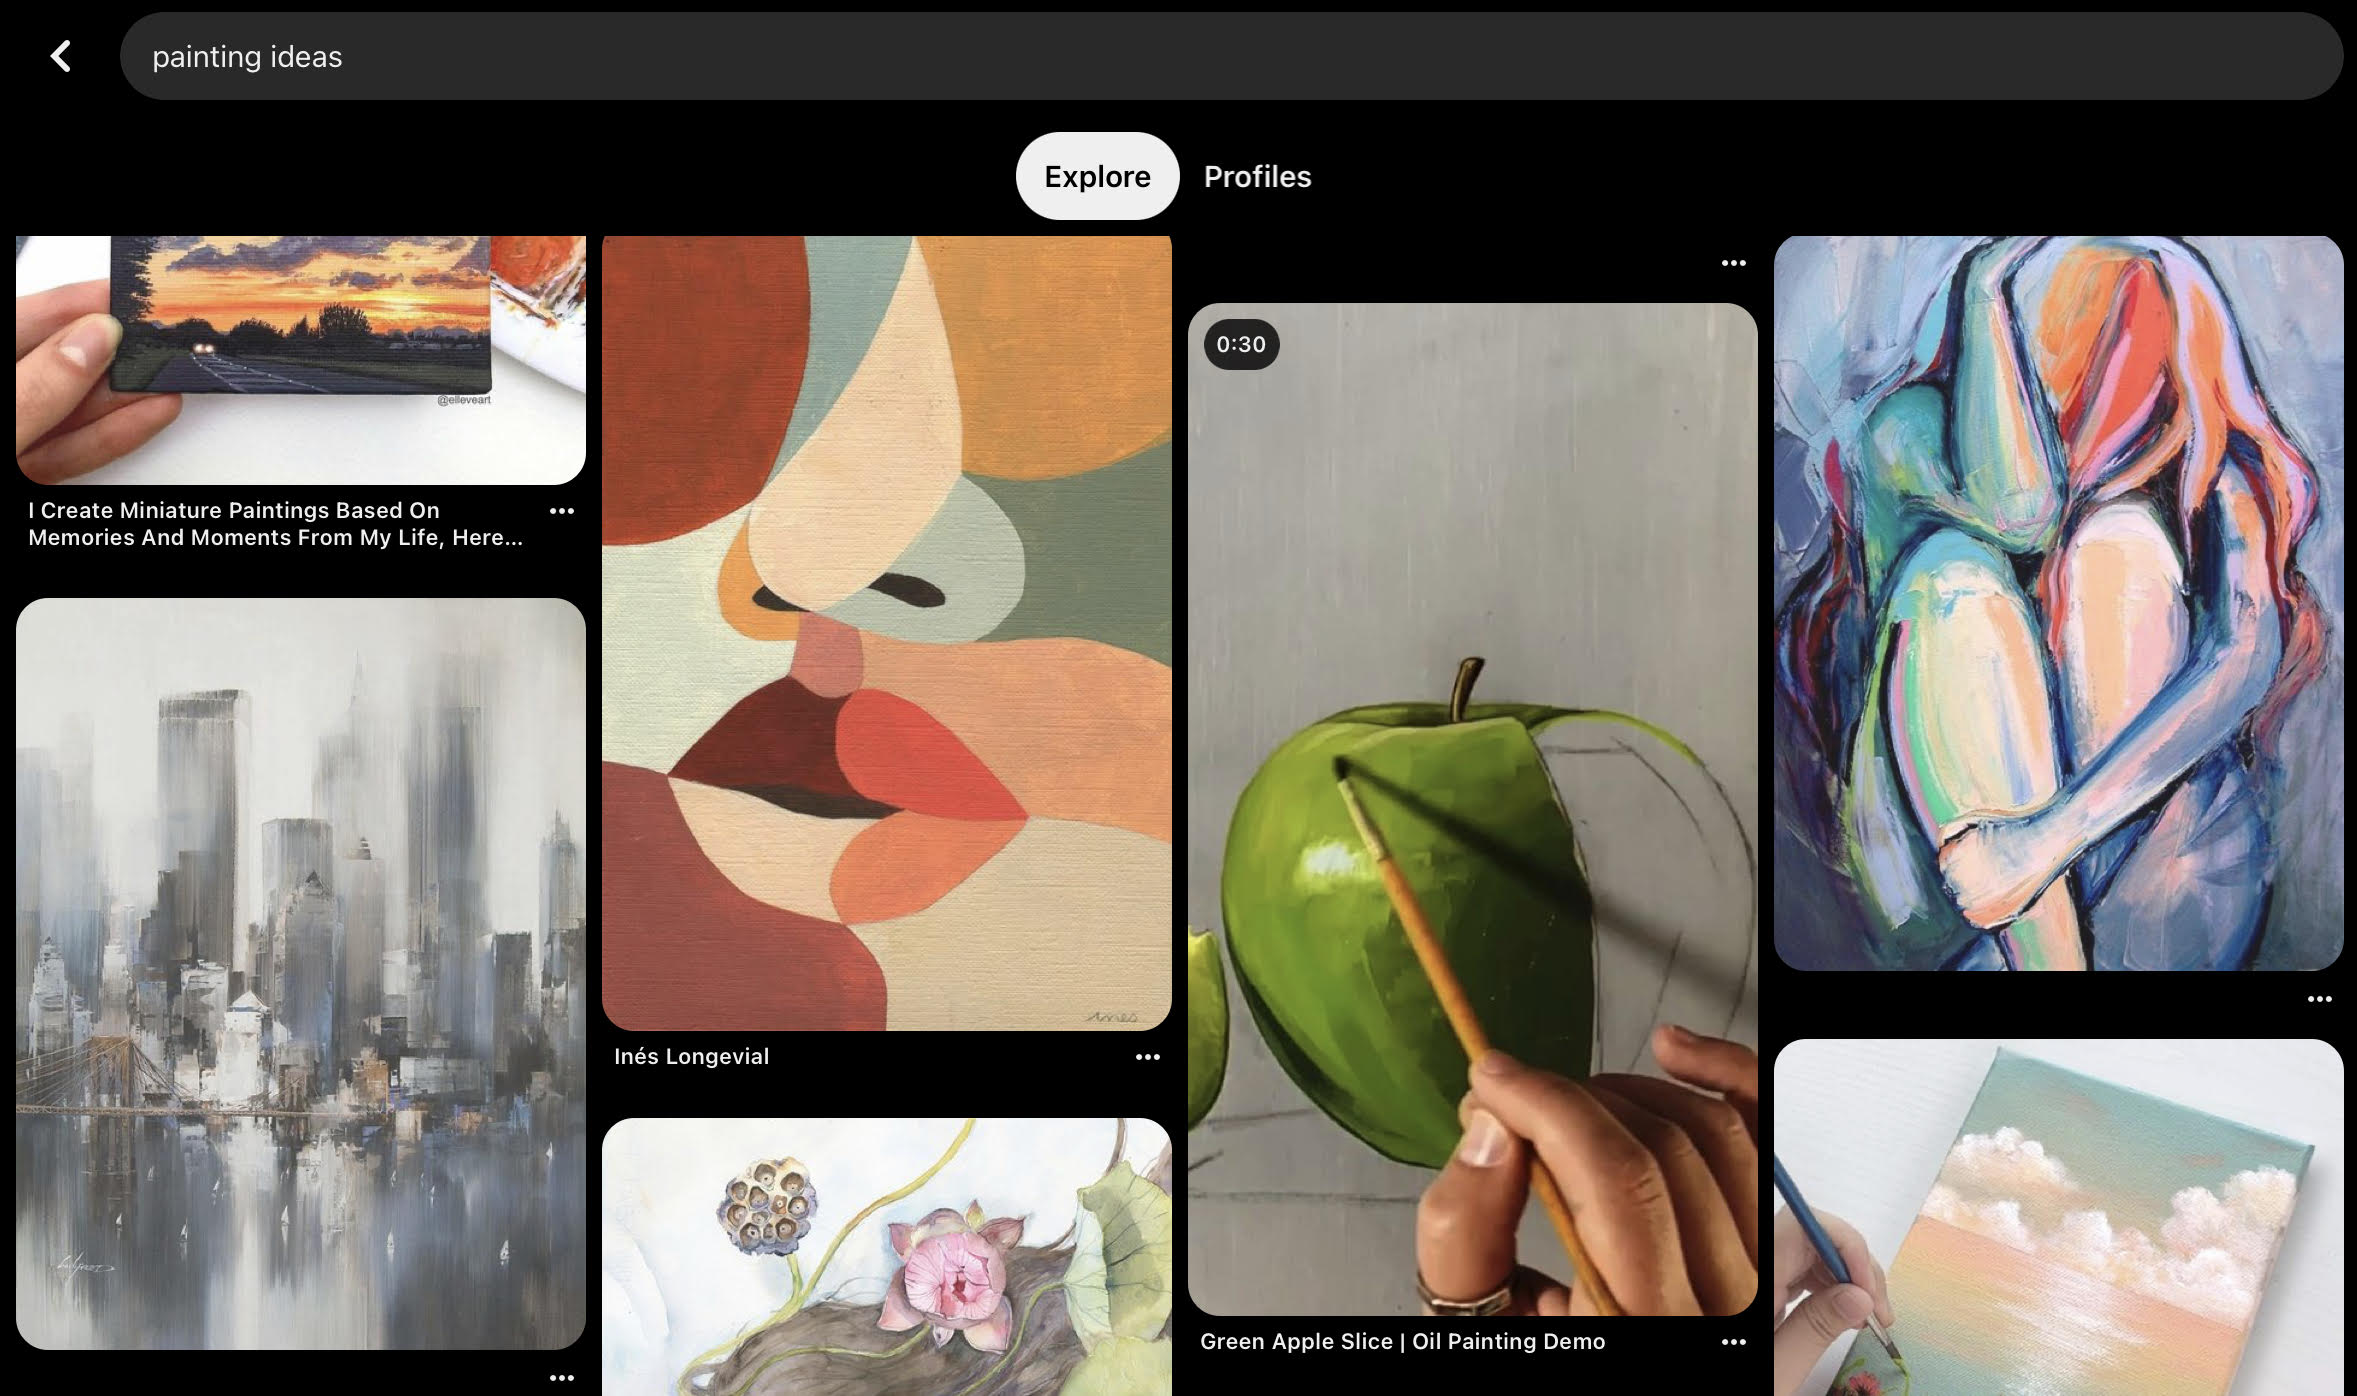 painting ideas
Explore
Profiles
@elleveart
I Create Miniature Paintings Based On
Memories And Moments From My Life, Here...
Inés Longevial
0:30
Green Apple Slice | Oil Painting Demo